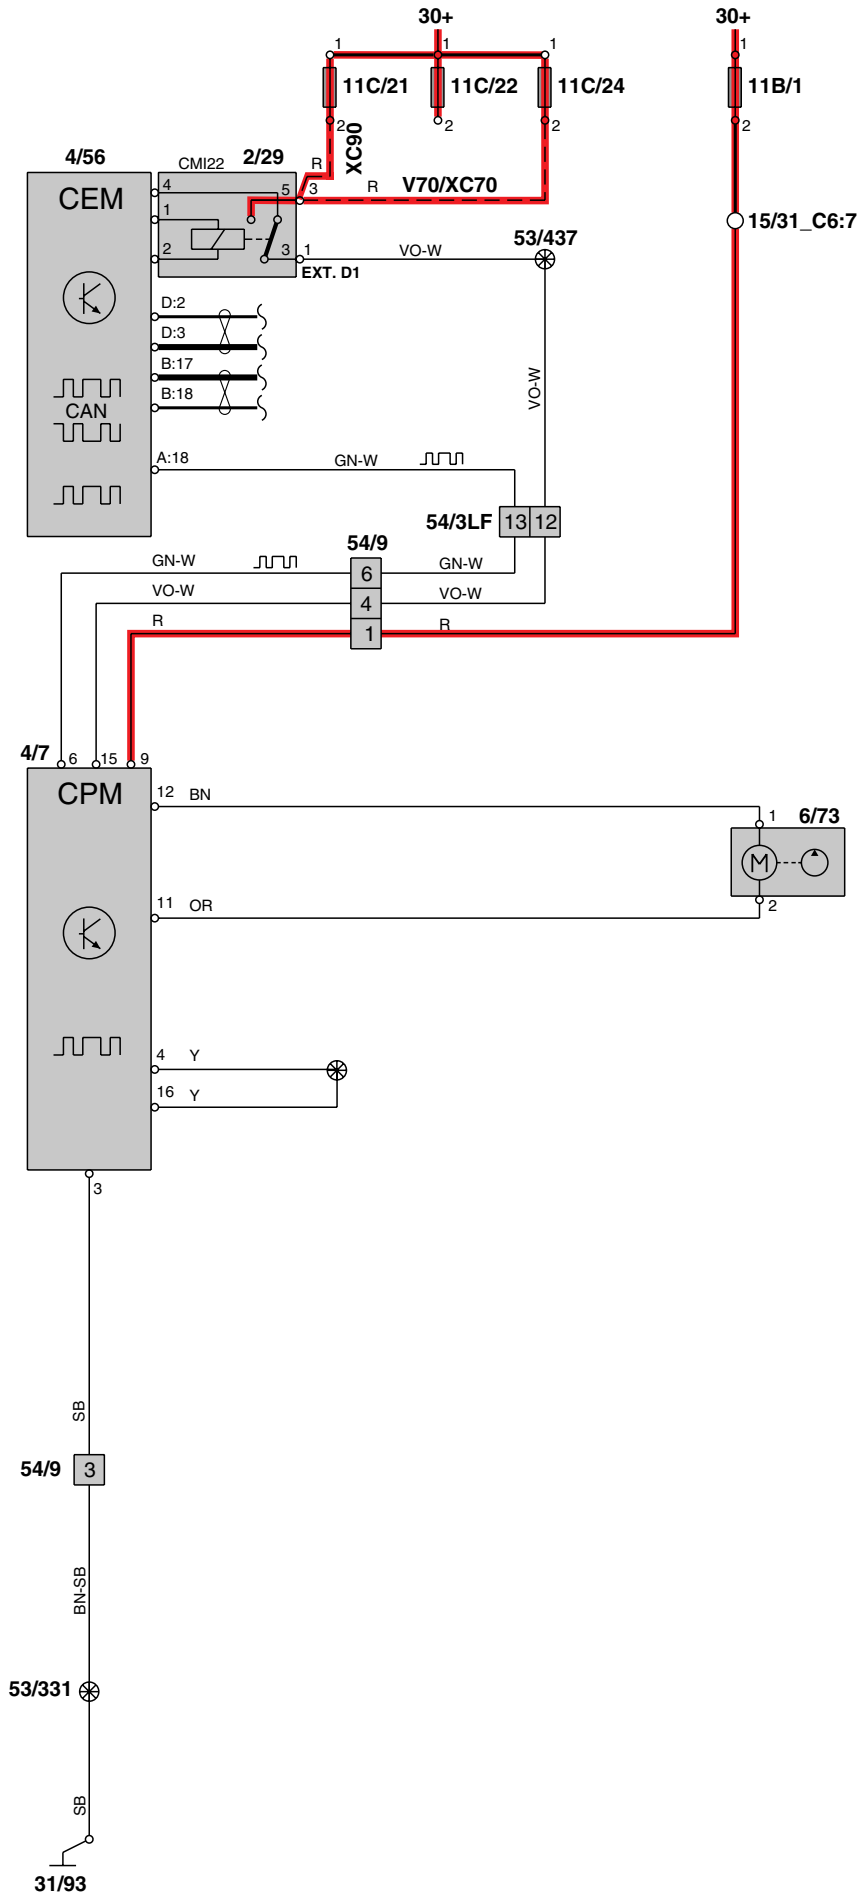 30+ 30+
1 1 1 1
11C/21 11C/22 11C/24 11B/1
2 2 2 2
XC90
4/56 CMI22 2/29 R
CEM 4 5 3 R V70/XC70
1 15/31_C6:7
2 3 1 VO-W 53/437
EXT. D1
D:2
D:3
B:17
B:18
VO-W
CAN
A:18 GN-W
54/3LF 13 12
54/9
GN-W 6 GN-W
VO-W 4 VO-W
R 1 R
4/7 6 15 9
CPM 12 BN 1 6/73
M
11 OR 2
4 Y
16 Y
3
SB
54/9 3
BN-SB
53/331
SB
31/93